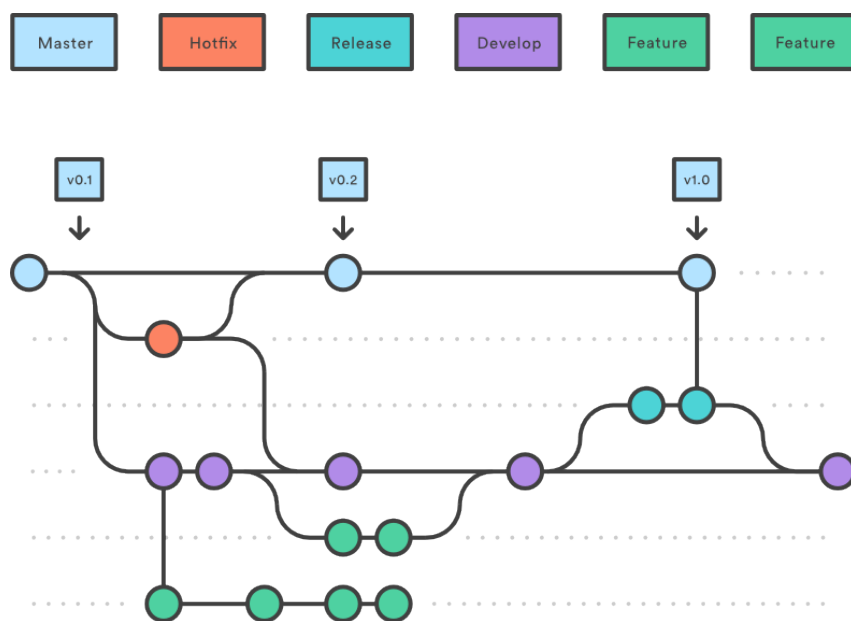 Master
Hotfix
Release
Develop
Feature
Feature
v0.1
v0.2
v1.0